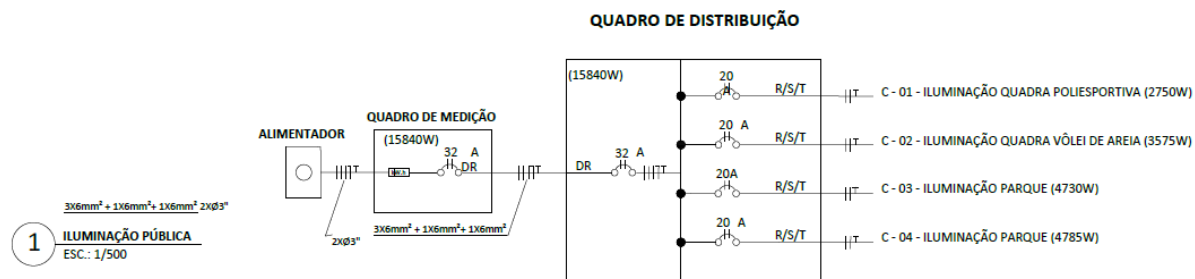 QUADRO DE DISTRIBUIÇÃO
(15840W)
20
A
R/S/T
C - 01 - ILUMINAÇÃO QUADRA POLIESPORTIVA (2750W)
QUADRO DE MEDIÇÃO
ALIMENTADOR
(15840W)
20 A
R/S/T
C - 02 - ILUMINAÇÃO QUADRA VÔLEI DE AREIA (3575W)
32 A
DR
T
DR
32 A
T
20A
R/S/T
C - 03 - ILUMINAÇÃO PARQUE (4730W)
3X6mm² + 1X6mm²+ 1X6mm² 2XØ3"
2XØ3"
3X6mm² + 1X6mm²+ 1X6mm²
20 A
R/S/T
C - 04 - ILUMINAÇÃO PARQUE (4785W)
1
ILUMINAÇÃO PÚBLICA
ESC.: 1/500